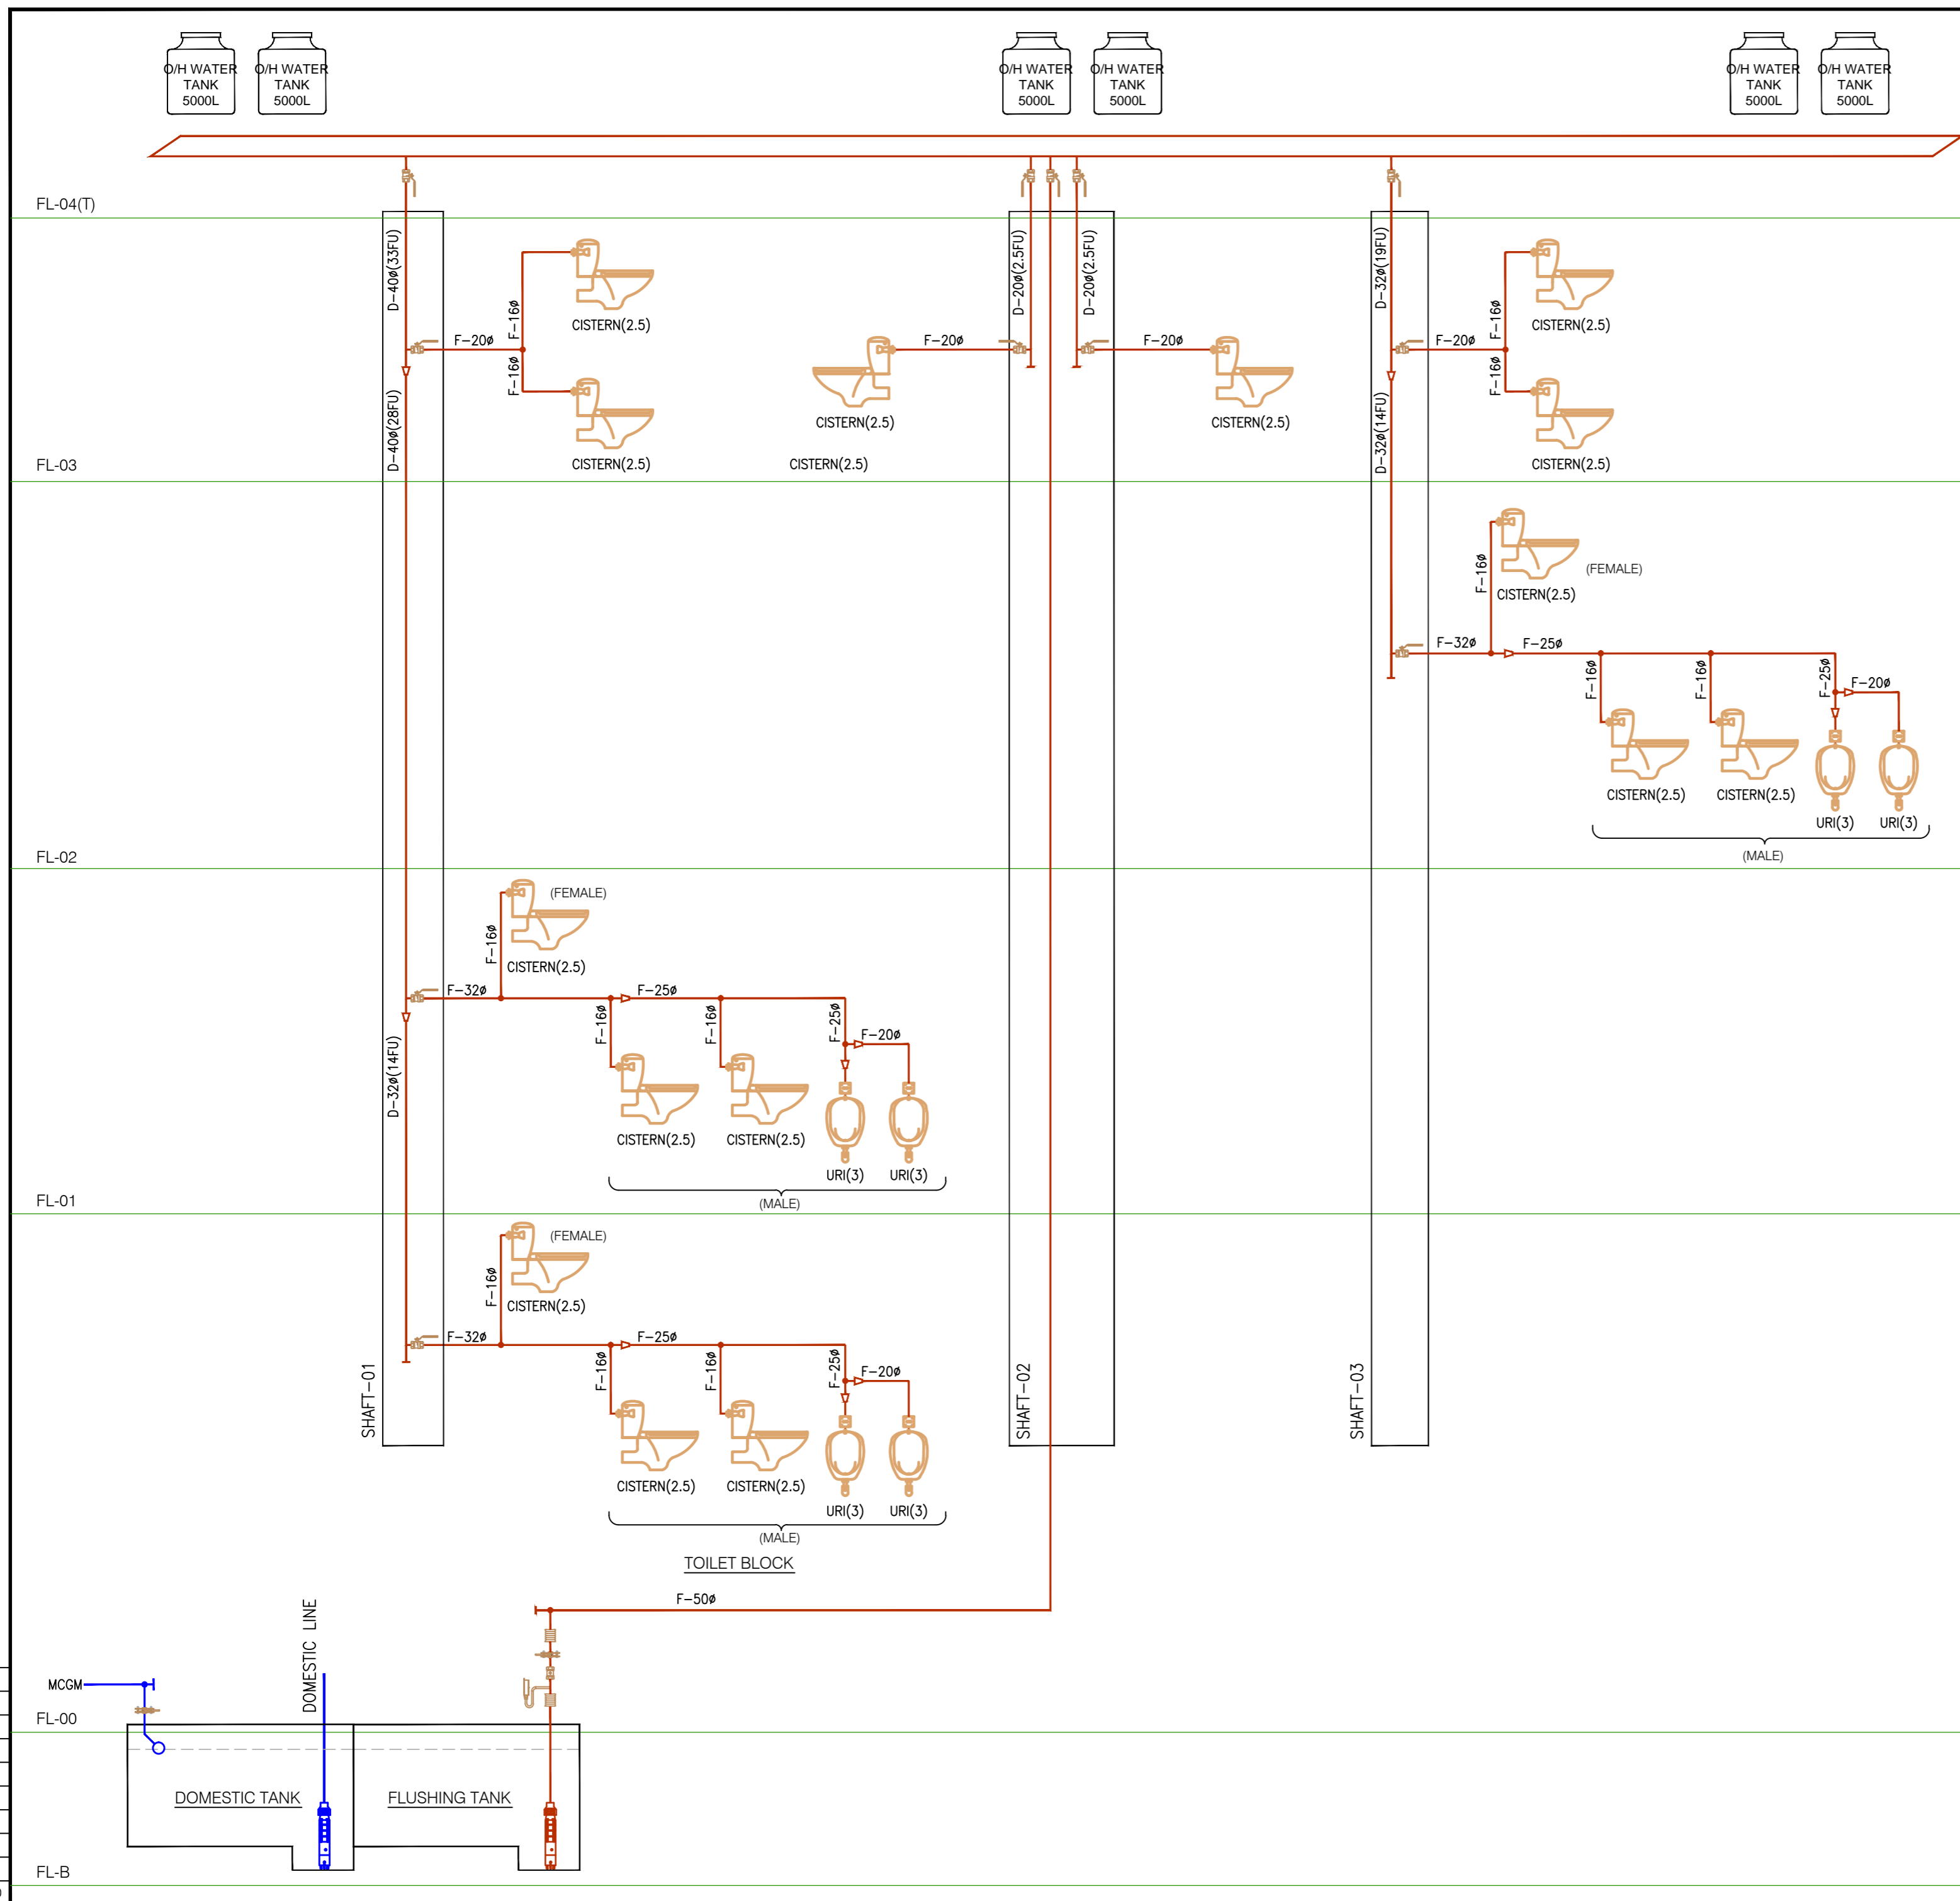 O/H WATER
TANK
5000L
O/H WATER
TANK
5000L
O/H WATER
TANK
5000L
O/H WATER
TANK
5000L
O/H WATER
TANK
5000L
O/H WATER
TANK
5000L
FL-04(T)
D-40ø(33FU)
F-16ø
CISTERN(2.5)
F-20ø
F-16ø
D-40ø(28FU)
CISTERN(2.5)
D-20ø(2.5FU)
D-20ø(2.5FU)
F-20ø
F-20ø
CISTERN(2.5)
CISTERN(2.5)
CISTERN(2.5)
D-32ø(19FU)
F-16ø
CISTERN(2.5)
F-20ø
F-16ø
D-32ø(14FU)
CISTERN(2.5)
FL-03
(FEMALE)
F-16ø
CISTERN(2.5)
F-32ø
F-25ø
F-16ø
F-16ø
F-25ø
F-20ø
CISTERN(2.5)
CISTERN(2.5)
URI(3)
URI(3)
(MALE)
FL-02
(FEMALE)
F-16ø
CISTERN(2.5)
F-32ø
F-25ø
F-16ø
F-16ø
F-25ø
F-20ø
D-32ø(14FU)
CISTERN(2.5)
CISTERN(2.5)
URI(3)
URI(3)
(MALE)
FL-01
(FEMALE)
F-16ø
CISTERN(2.5)
F-32ø
F-25ø
F-16ø
F-16ø
F-25ø
F-20ø
SHAFT-01
SHAFT-02
SHAFT-03
CISTERN(2.5)
CISTERN(2.5)
URI(3)
URI(3)
(MALE)
TOILET BLOCK
F-50ø
DOMESTIC LINE
MCGM
FL-00
DOMESTIC TANK
FLUSHING TANK
FL-B